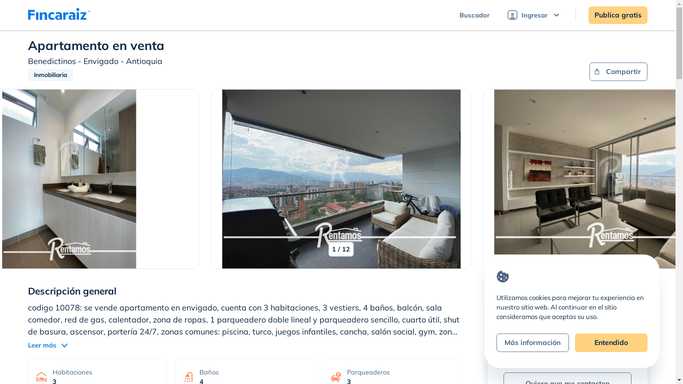 Fincaraiz
Buscador
Ingresar
Publica gratis
Apartamento en venta
Benedictinos - Envigado - Antioquia
Inmobiliaria
Compartir
Rentamos
Rentamos
Rentamos
1 / 12
Descripción general
codigo 10078: se vende apartamento en envigado, cuenta con 3 habitaciones, 3 vestiers, 4 baños, balcón, sala
comedor, red de gas, calentador, zona de ropas, 1 parqueadero doble lineal y parqueadero sencillo, cuarto útil, shut
de basura, ascensor, portería 24/7, zonas comunes: piscina, turco, juegos infantiles, cancha, salón social, gym, zon...
Leer más
Habitaciones
3
Baños
4
Parqueaderos
3
Utilizamos cookies para mejorar tu experiencia en
nuestro sitio web. Al continuar en el sitio
consideramos que aceptas su uso.
Más información
Entendido
Quiero que me contacten